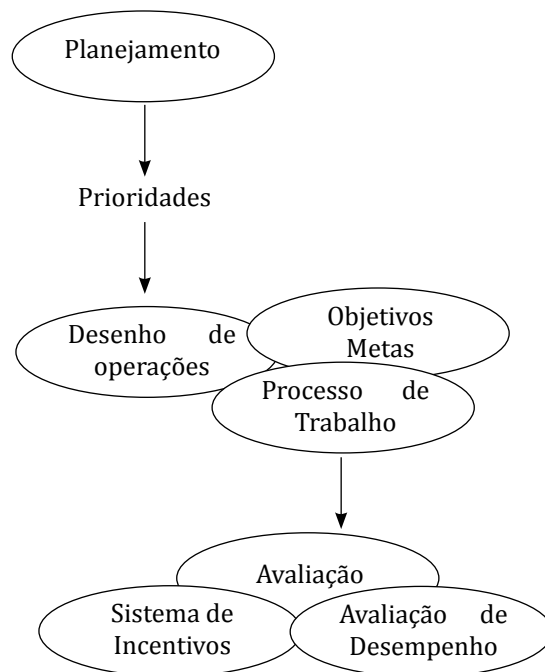 Planejamento
Prioridades
Desenho de
operações
Objetivos
Metas
Processo de
Trabalho
Avaliação
Sistema de
Incentivos
Avaliação de
Desempenho